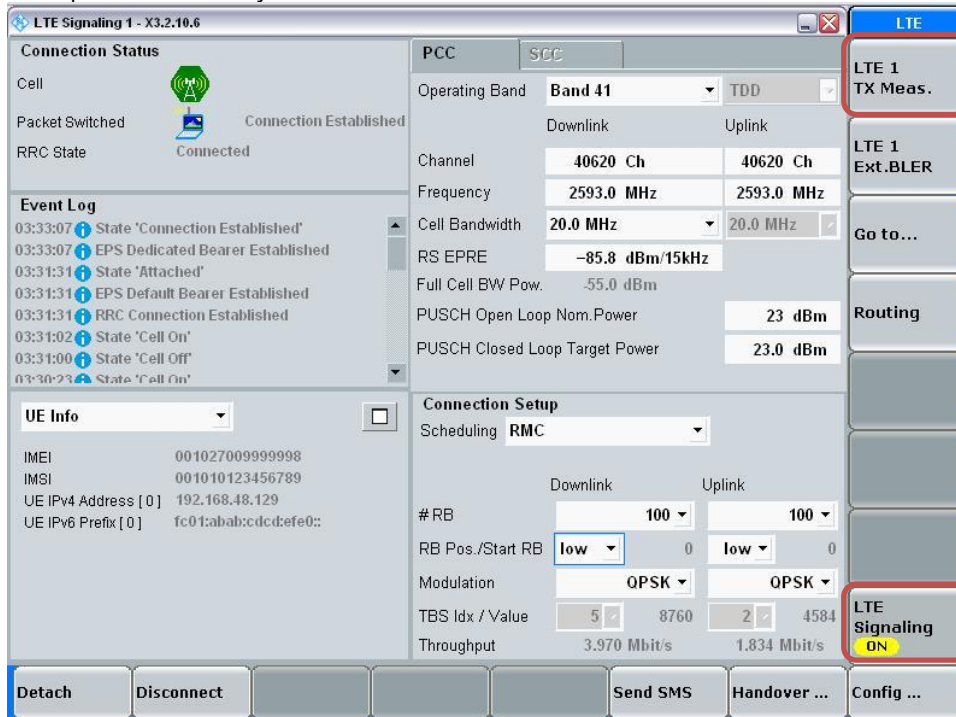 LTE Signaling 1 - X3.2.10.6
LTE
Connection Status
Cell
Packet Switched Connection Established
RRC State Connected
Event Log
03:33:07 State 'Connection Established'
03:33:07 EPS Dedicated Bearer Established
03:31:31 State 'Attached'
03:31:31 EPS Default Bearer Established
03:31:31 RRC Connection Established
03:31:02 State 'Cell On'
03:31:00 State 'Cell Off'
03:30:23 State 'Cell On'
UE Info
IMEI 001027009999998
IMSI 001010123456789
UE IPv4 Address [ 0 ] 192.168.48.129
UE IPv6 Prefix [ 0 ] fc01:abab:cdcd:efe0::
PCC SCC
Operating Band Band 41 TDD
Downlink Uplink
Channel 40620 Ch 40620 Ch
Frequency 2593.0 MHz 2593.0 MHz
Cell Bandwidth 20.0 MHz 20.0 MHz
RS EPRE -85.8 dBm/15kHz
Full Cell BW Pow. -55.0 dBm
PUSCH Open Loop Nom.Power 23 dBm
PUSCH Closed Loop Target Power 23.0 dBm
Connection Setup
Scheduling RMC
Downlink Uplink
# RB 100 100
RB Pos./Start RB low 0 low 0
Modulation QPSK QPSK
TBS Idx / Value 5 8760 2 4584
Throughput 3.970 Mbit/s 1.834 Mbit/s
LTE 1
TX Meas.
LTE 1
Ext.BLER
Go to...
Routing
LTE
Signaling
ON
Detach Disconnect Send SMS Handover ... Config ...